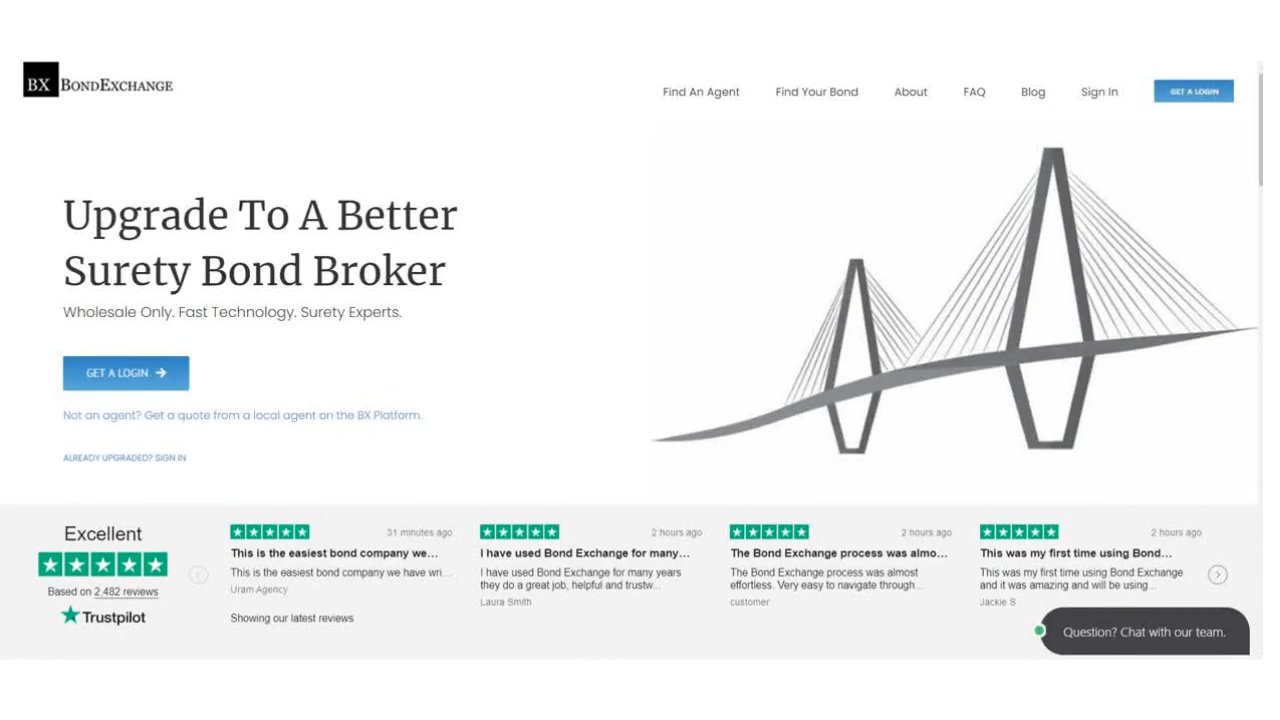 BX BONDEXCHANGE
Find An Agent Find Your Bond About FAQ Blog Sign In GET A LOGIN
Upgrade To A Better
Surety Bond Broker
Wholesale Only. Fast Technology. Surety Experts.
GET A LOGIN
Not an agent? Get a quote from a local agent on the BX Platform.
ALREADY UPGRADED? SIGN IN
Excellent
Based on 2,482 reviews
Trustpilot
31 minutes ago
This is the easiest bond company we...
This is the easiest bond company we have wri...
Uram Agency
Showing our latest reviews
2 hours ago
I have used Bond Exchange for many...
I have used Bond Exchange for many years
they do a great job, helpful and trustw...
Laura Smith
2 hours ago
The Bond Exchange process was almo...
The Bond Exchange process was almost
effortless. Very easy to navigate through...
customer
2 hours ago
This was my first time using Bond...
This was my first time using Bond Exchange
and it was amazing and will be using...
Jackie S
Question? Chat with our team.